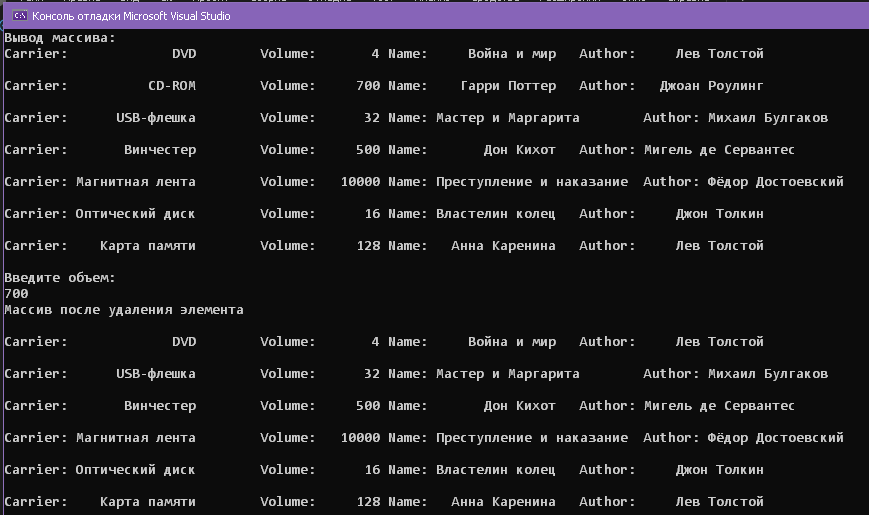 Консоль отладки Microsoft Visual Studio
Вывод массива:
Carrier: DVD Volume: 4 Name: Война и мир Author: Лев Толстой
Carrier: CD-ROM Volume: 700 Name: Гарри Поттер Author: Джоан Роулинг
Carrier: USB-флешка Volume: 32 Name: Мастер и Маргарита Author: Михаил Булгаков
Carrier: Винчестер Volume: 500 Name: Дон Кихот Author: Мигель де Сервантес
Carrier: Магнитная лента Volume: 10000 Name: Преступление и наказание Author: Фёдор Достоевский
Carrier: Оптический диск Volume: 16 Name: Властелин колец Author: Джон Толкин
Carrier: Карта памяти Volume: 128 Name: Анна Каренина Author: Лев Толстой
Введите объем:
700
Массив после удаления элемента
Carrier: DVD Volume: 4 Name: Война и мир Author: Лев Толстой
Carrier: USB-флешка Volume: 32 Name: Мастер и Маргарита Author: Михаил Булгаков
Carrier: Винчестер Volume: 500 Name: Дон Кихот Author: Мигель де Сервантес
Carrier: Магнитная лента Volume: 10000 Name: Преступление и наказание Author: Фёдор Достоевский
Carrier: Оптический диск Volume: 16 Name: Властелин колец Author: Джон Толкин
Carrier: Карта памяти Volume: 128 Name: Анна Каренина Author: Лев Толстой